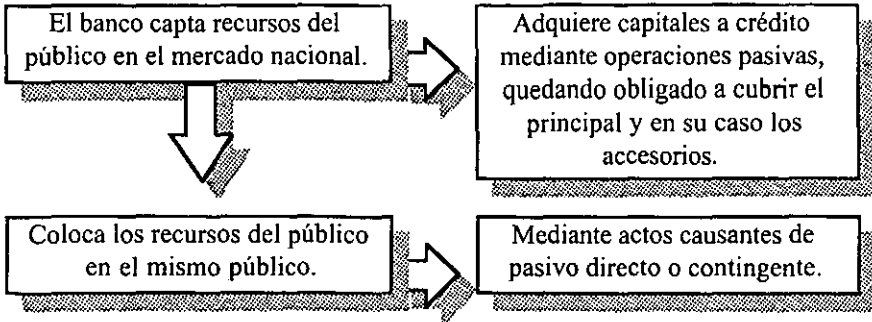 El banco capta recursos del
público en el mercado nacional.
Adquiere capitales a crédito
mediante operaciones pasivas,
quedando obligado a cubrir el
principal y en su caso los
accesorios.
Coloca los recursos del público
en el mismo público.
Mediante actos causantes de
pasivo directo o contingente.